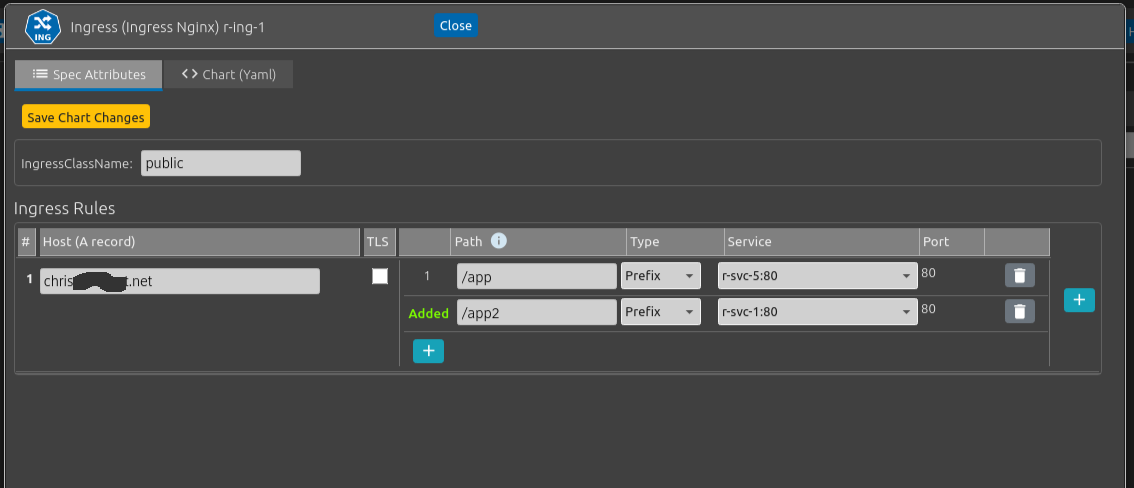 Ingress (Ingress Nginx) r-ing-1 Close
ING
Spec Attributes Chart (Yaml)
Save Chart Changes
IngressClassName: public
Ingress Rules
# Host (A record) TLS Path Type Service Port
1 chris .net 1 /app Prefix r-svc-5:80 80
Added /app2 Prefix r-svc-1:80 80